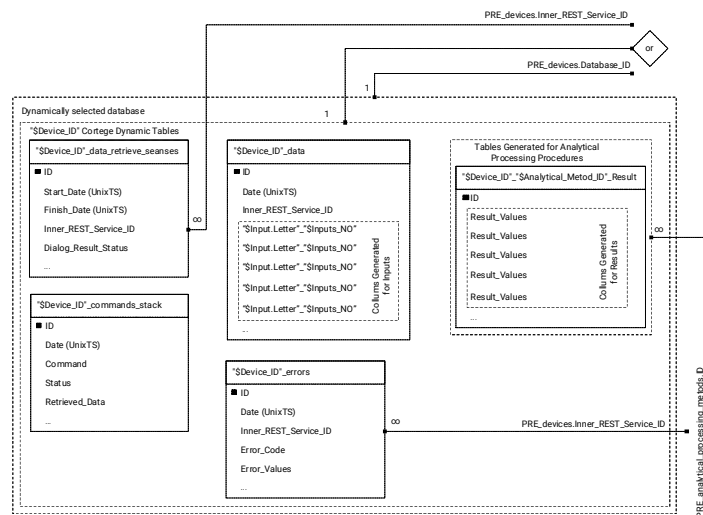 PRE_devices.Inner_REST_Service_ID
or
PRE_devices.Database_ID
1
Dynamically selected database
1
"$Device_ID" Cortege Dynamic Tables
"$Device_ID"_data_retrieve_seanses
ID
Start_Date (UnixTS)
Finish_Date (UnixTS)
Inner_REST_Service_ID
Dialog_Result_Status
...
∞
"$Device_ID"_data
ID
Date (UnixTS)
Inner_REST_Service_ID
"$Input.Letter"_"$Inputs_NO"
"$Input.Letter"_"$Inputs_NO"
"$Input.Letter"_"$Inputs_NO"
"$Input.Letter"_"$Inputs_NO"
"$Input.Letter"_"$Inputs_NO"
Collums Generated
for Inputs
...
Tables Generated for Analytical
Processing Procedures
"$Device_ID"_"$Analytical_Metod_ID"_Result
ID
Result_Values
Result_Values
Result_Values
Result_Values
Result_Values
Collums Generated
for Results
...
∞
"$Device_ID"_commands_stack
ID
Date (UnixTS)
Command
Status
Retrieved_Data
...
"$Device_ID"_errors
ID
Date (UnixTS)
Inner_REST_Service_ID
Error_Code
Error_Values
...
∞
PRE_devices.Inner_REST_Service_ID
PRE_analytical_processing_metods.ID